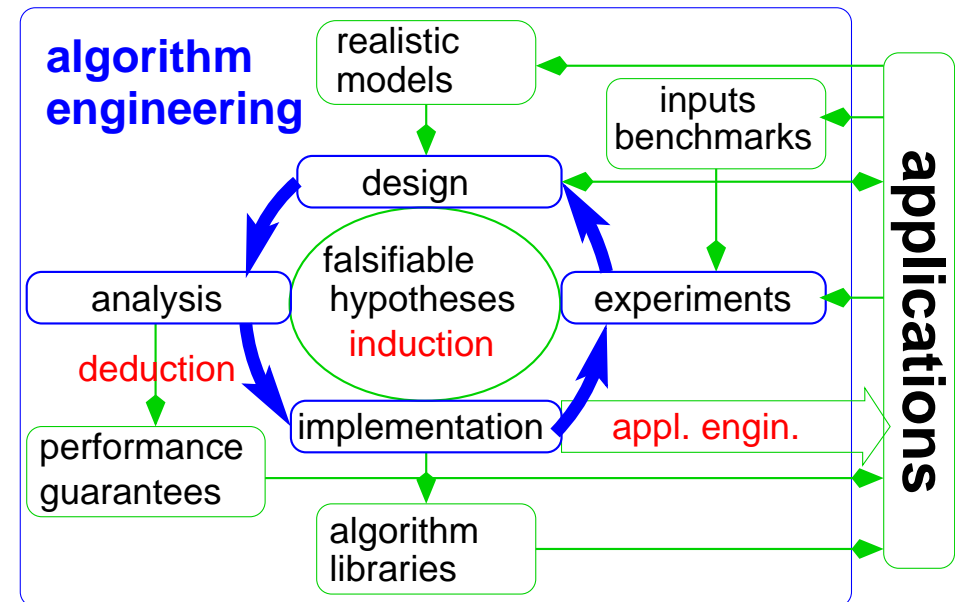 algorithm
engineering
realistic
models
inputs
benchmarks
design
falsifiable
hypotheses
induction
analysis
experiments
deduction
implementation
appl. engin.
performance
guarantees
algorithm
libraries
applications